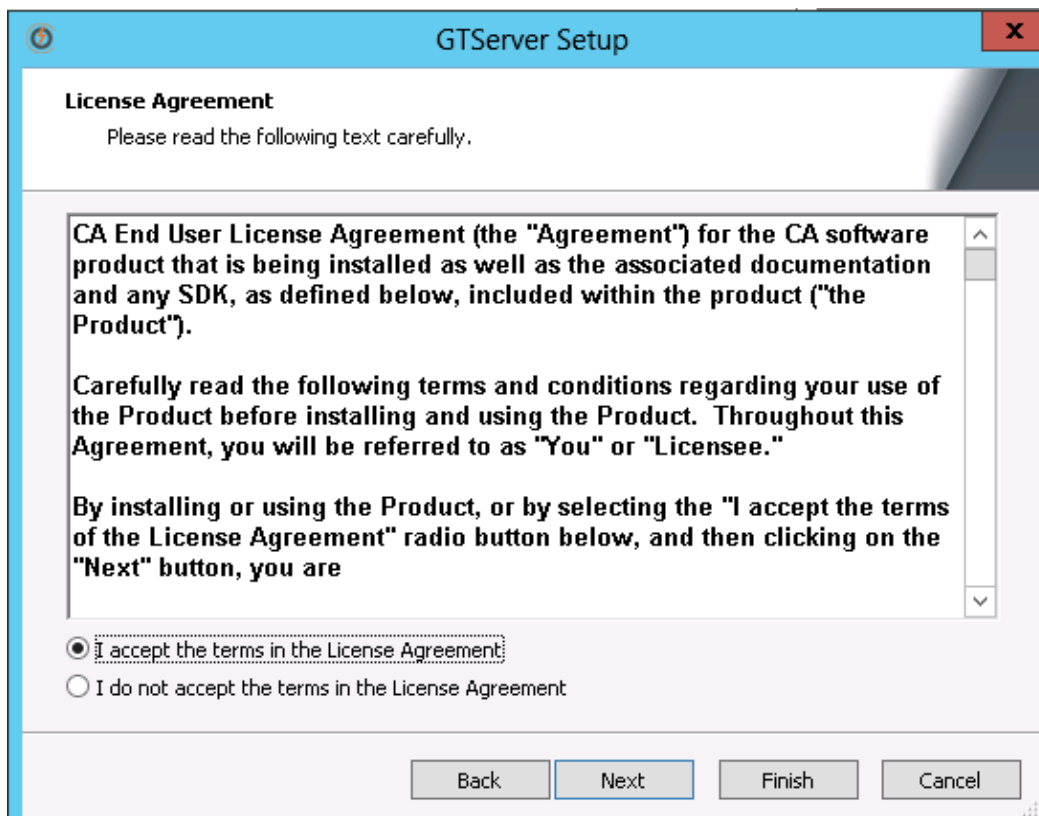 GTServer Setup
x
License Agreement
Please read the following text carefully.
CA End User License Agreement (the "Agreement") for the CA software
product that is being installed as well as the associated documentation
and any SDK, as defined below, included within the product ("the
Product").
Carefully read the following terms and conditions regarding your use of
the Product before installing and using the Product.  Throughout this
Agreement, you will be referred to as "You" or "Licensee."
By installing or using the Product, or by selecting the "I accept the terms
of the License Agreement" radio button below, and then clicking on the
"Next" button, you are
I accept the terms in the License Agreement
I do not accept the terms in the License Agreement
Back Next Finish Cancel